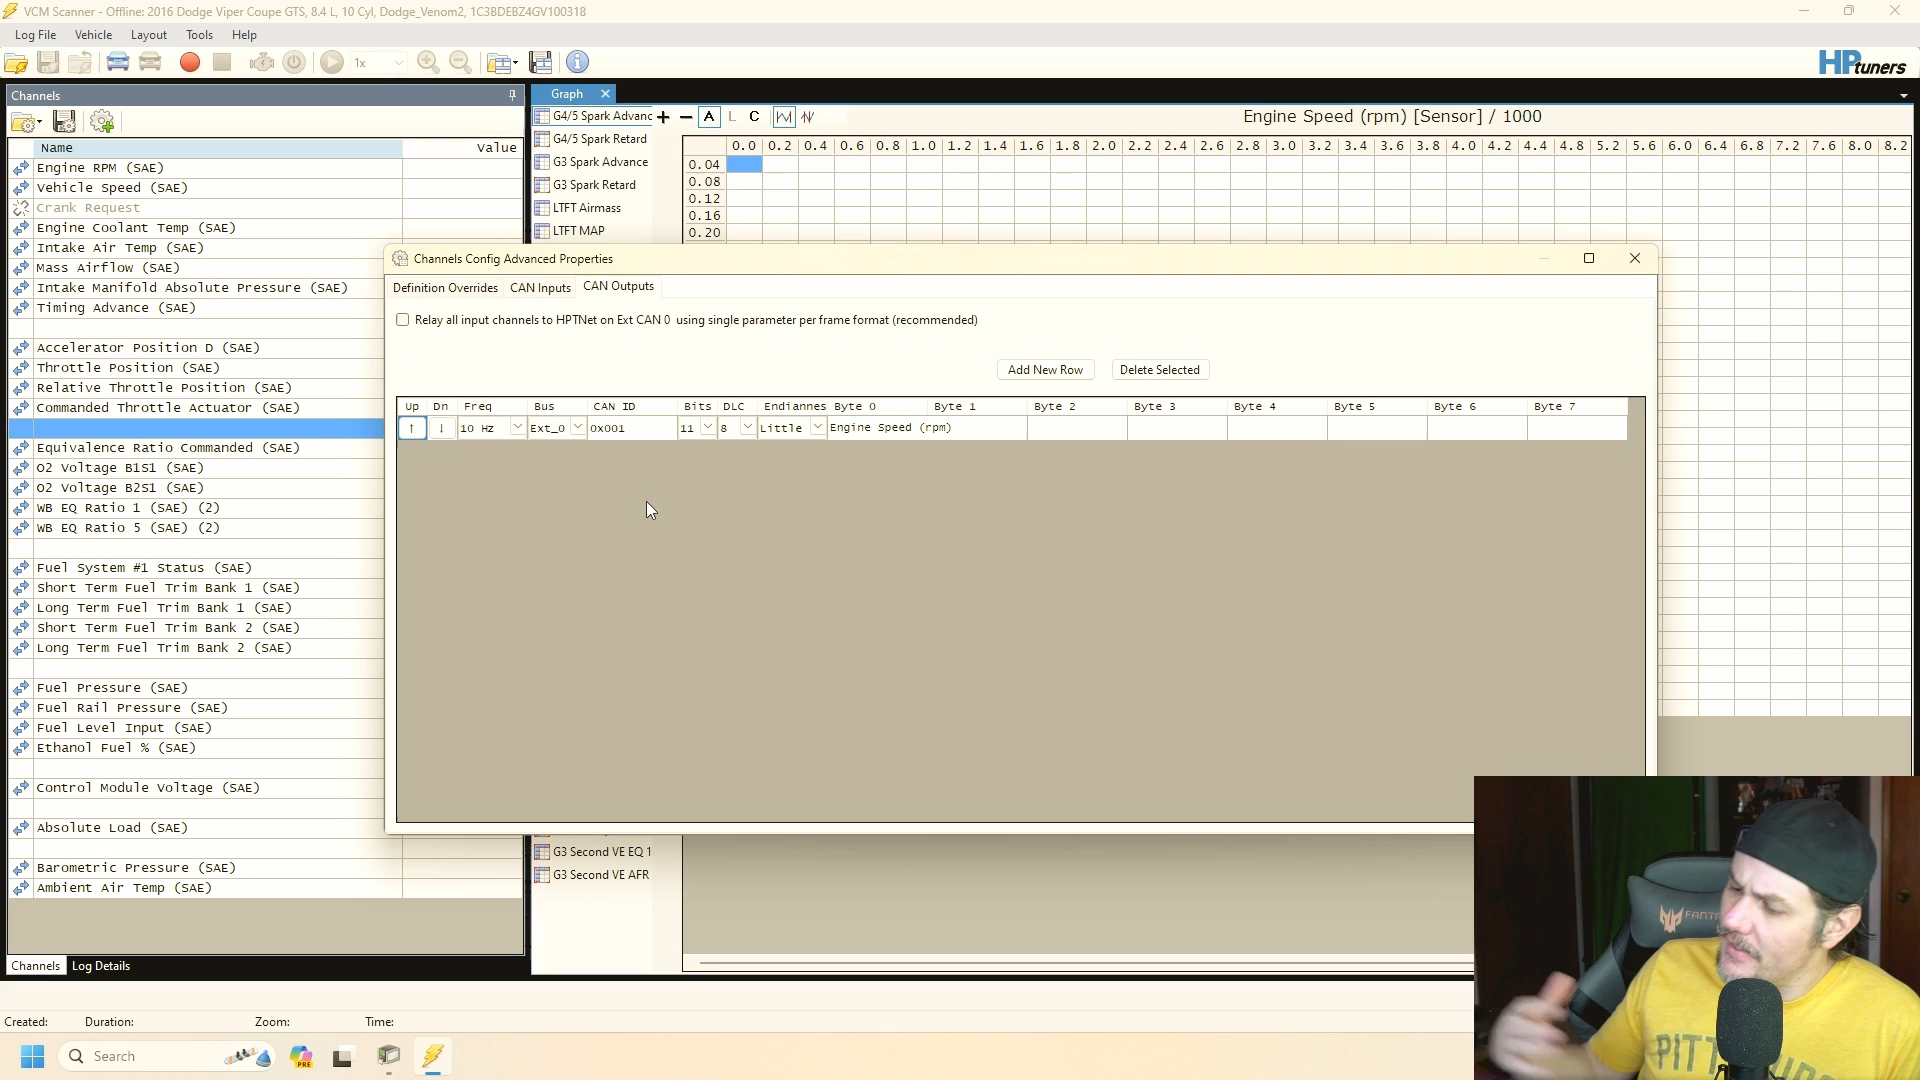 VCM Scanner - Offline: 2016 Dodge Viper Coupe GTS, 8.4 L, 10 Cyl, Dodge_Venom2, 1C3BDEBZ4GV100318
Log File Vehicle Layout Tools Help
1x
HPtuners
Channels
Graph
G4/5 Spark Advanc
A L C
Engine Speed (rpm) [Sensor] / 1000
G4/5 Spark Retard
G3 Spark Advance
G3 Spark Retard
LTFT Airmass
LTFT MAP
0.0 0.2 0.4 0.6 0.8 1.0 1.2 1.4 1.6 1.8 2.0 2.2 2.4 2.6 2.8 3.0 3.2 3.4 3.6 3.8 4.0 4.2 4.4 4.8 5.2 5.6 6.0 6.4 6.8 7.2 7.6 8.0 8.2
0.04
0.08
0.12
0.16
0.20
Name Value
Engine RPM (SAE)
Vehicle Speed (SAE)
Crank Request
Engine Coolant Temp (SAE)
Intake Air Temp (SAE)
Mass Airflow (SAE)
Intake Manifold Absolute Pressure (SAE)
Timing Advance (SAE)
Accelerator Position D (SAE)
Throttle Position (SAE)
Relative Throttle Position (SAE)
Commanded Throttle Actuator (SAE)
Equivalence Ratio Commanded (SAE)
O2 Voltage B1S1 (SAE)
O2 Voltage B2S1 (SAE)
WB EQ Ratio 1 (SAE) (2)
WB EQ Ratio 5 (SAE) (2)
Fuel System #1 Status (SAE)
Short Term Fuel Trim Bank 1 (SAE)
Long Term Fuel Trim Bank 1 (SAE)
Short Term Fuel Trim Bank 2 (SAE)
Long Term Fuel Trim Bank 2 (SAE)
Fuel Pressure (SAE)
Fuel Rail Pressure (SAE)
Fuel Level Input (SAE)
Ethanol Fuel % (SAE)
Control Module Voltage (SAE)
Absolute Load (SAE)
Barometric Pressure (SAE)
Ambient Air Temp (SAE)
Channels Config Advanced Properties
Definition Overrides CAN Inputs CAN Outputs
Relay all input channels to HPTNet on Ext CAN 0 using single parameter per frame format (recommended)
Add New Row Delete Selected
Up Dn Freq Bus CAN ID Bits DLC Endiannes Byte 0 Byte 1 Byte 2 Byte 3 Byte 4 Byte 5 Byte 6 Byte 7
↑ ↓ 10 Hz Ext_0 0x001 11 8 Little Engine Speed (rpm)
G3 Second VE EQ 1
G3 Second VE AFR
Channels Log Details
Created: Duration: Zoom: Time:
Search
PRE